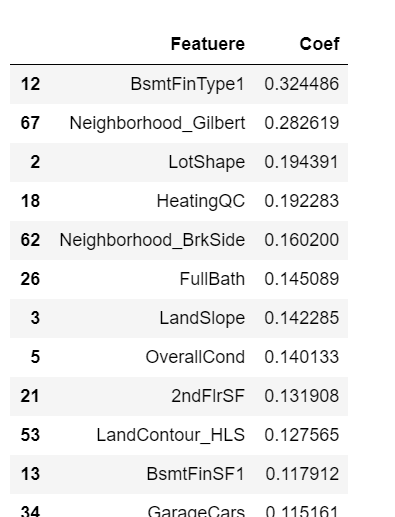 Featuere Coef
12 BsmtFinType1 0.324486
67 Neighborhood_Gilbert 0.282619
2 LotShape 0.194391
18 HeatingQC 0.192283
62 Neighborhood_BrkSide 0.160200
26 FullBath 0.145089
3 LandSlope 0.142285
5 OverallCond 0.140133
21 2ndFlrSF 0.131908
53 LandContour_HLS 0.127565
13 BsmtFinSF1 0.117912
34 GarageCars 0.115161